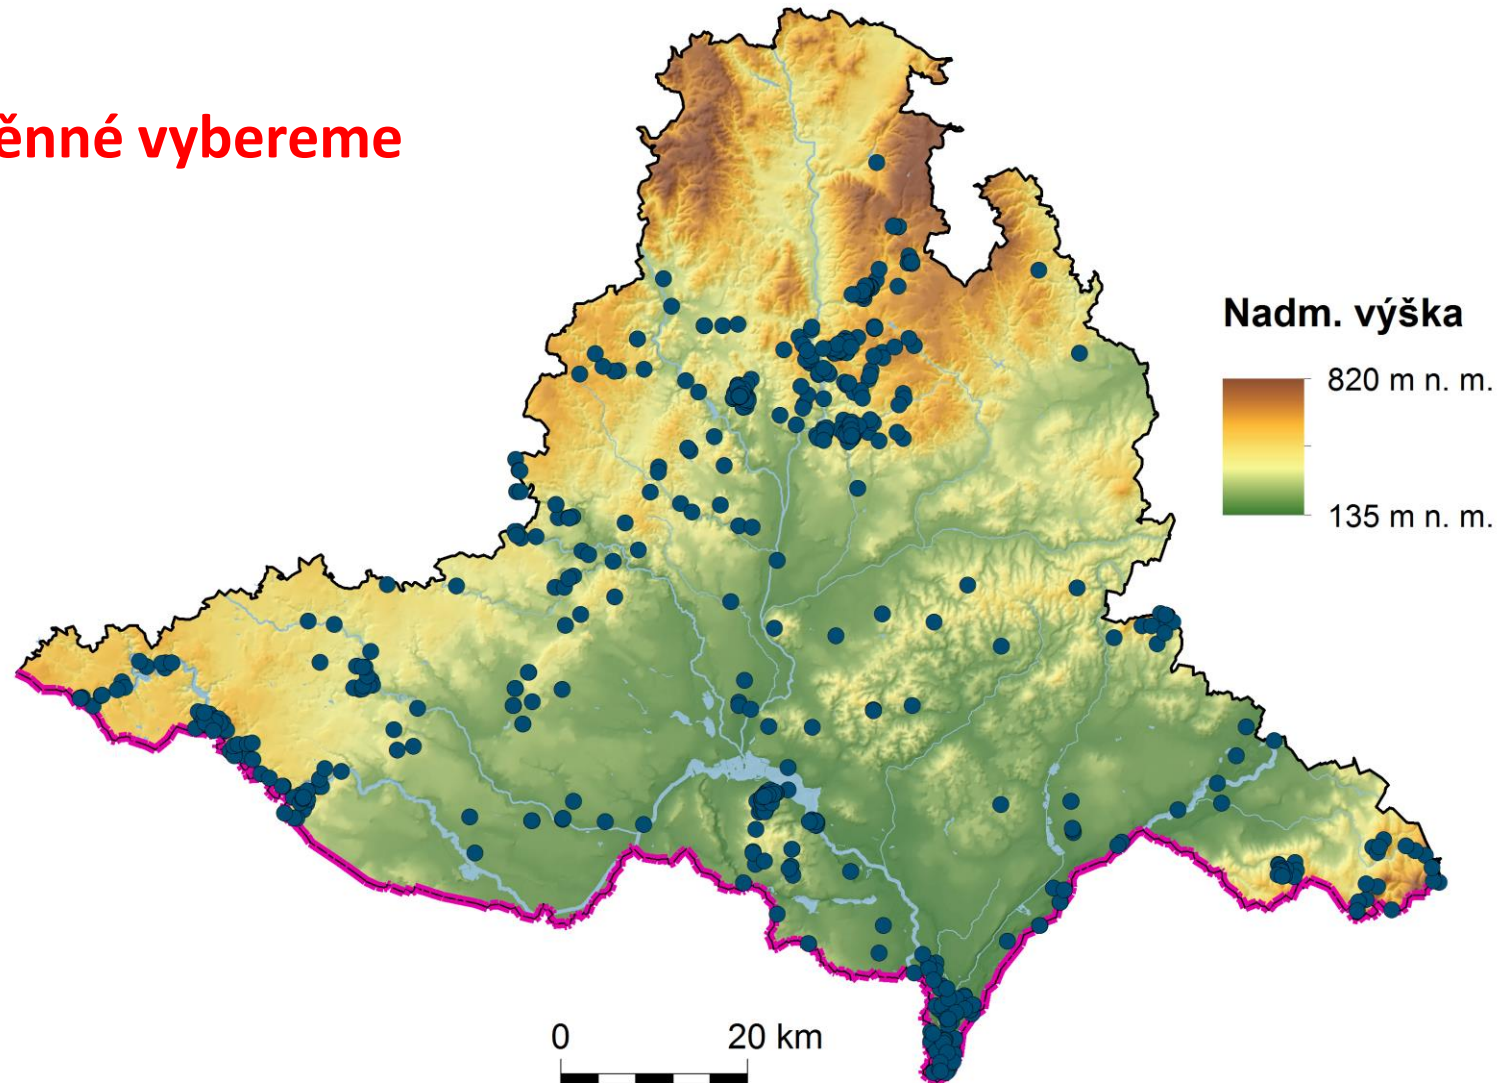 ěnné vybereme
Nadm. výška
820 m n. m.
135 m n. m.
0 20 km